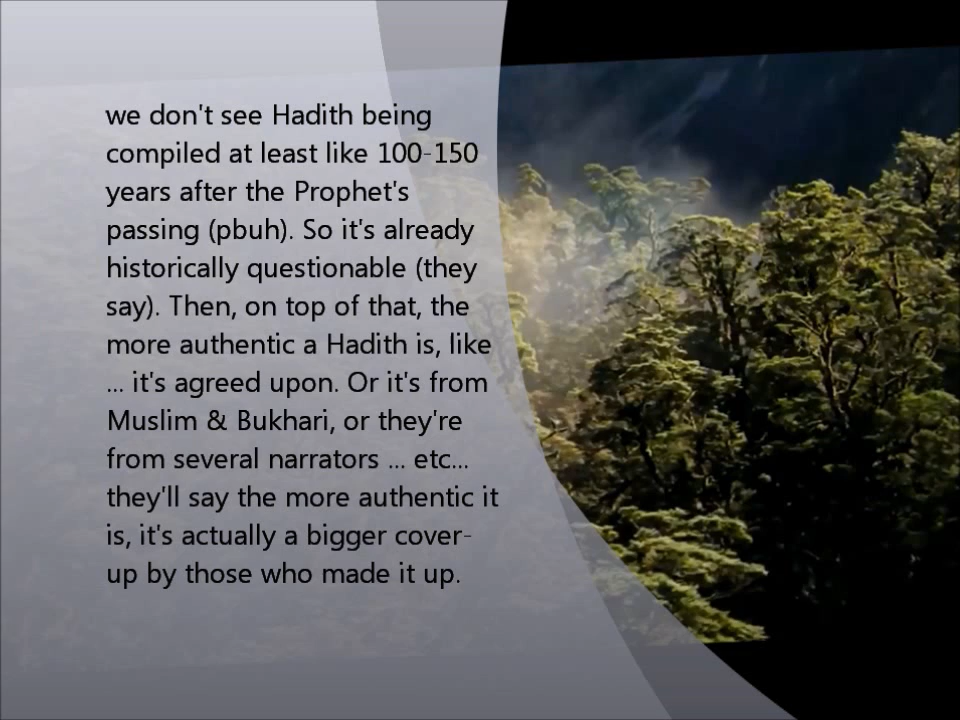 we don't see Hadith being
compiled at least like 100-150
years after the Prophet's
passing (pbuh). So it's already
historically questionable (they
say). Then, on top of that, the
more authentic a Hadith is, like
... it's agreed upon. Or it's from
Muslim & Bukhari, or they're
from several narrators ... etc...
they'll say the more authentic it
is, it's actually a bigger cover-
up by those who made it up.